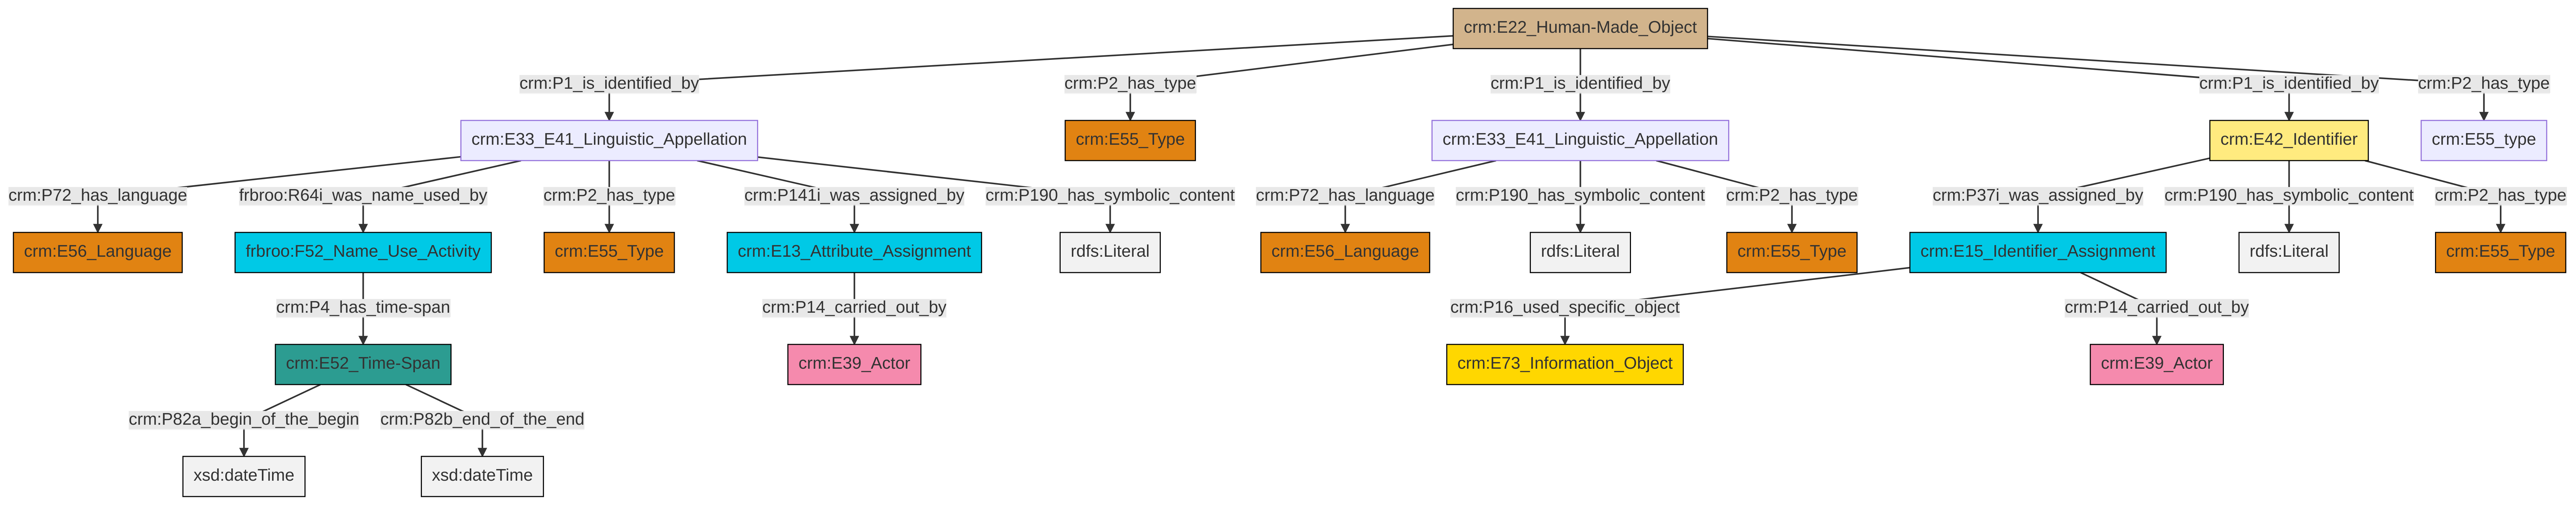 crm:E22_Human-Made_Object
crm:P1_is_identified_by
crm:P2_has_type
crm:P1_is_identified_by
crm:P1_is_identified_by
crm:P2_has_type
crm:E33_E41_Linguistic_Appellation
crm:E55_Type
crm:E33_E41_Linguistic_Appellation
crm:E42_Identifier
crm:E55_type
crm:P72_has_language
frbroo:R64i_was_name_used_by
crm:P2_has_type
crm:P141i_was_assigned_by
crm:P190_has_symbolic_content
crm:P72_has_language
crm:P190_has_symbolic_content
crm:P2_has_type
crm:P37i_was_assigned_by
crm:P190_has_symbolic_content
crm:P2_has_type
crm:E56_Language
frbroo:F52_Name_Use_Activity
crm:E55_Type
crm:E13_Attribute_Assignment
rdfs:Literal
crm:E56_Language
rdfs:Literal
crm:E55_Type
crm:E15_Identifier_Assignment
rdfs:Literal
crm:E55_Type
crm:P4_has_time-span
crm:P14_carried_out_by
crm:P16_used_specific_object
crm:P14_carried_out_by
crm:E52_Time-Span
crm:E39_Actor
crm:E73_Information_Object
crm:E39_Actor
crm:P82a_begin_of_the_begin
crm:P82b_end_of_the_end
xsd:dateTime
xsd:dateTime